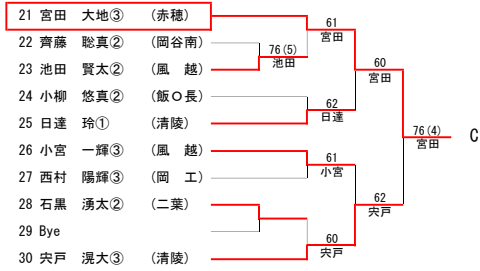 21 宮田 大地③ (赤穂)
22 齊藤 聡真② (岡谷南)
23 池田 賢太② (風 越)
24 小柳 悠真② (飯O長)
25 日達 玲① (清陵)
26 小宮 一輝③ (風 越)
27 西村 陽輝③ (岡 工)
28 石黒 湧太② (二葉)
29 Bye
30 宍戸 滉大③ (清陵)
76(5)
池田
61
宮田
62
日達
61
小宮
60
宍戸
60
宮田
62
宍戸
76(4)
宮田
C